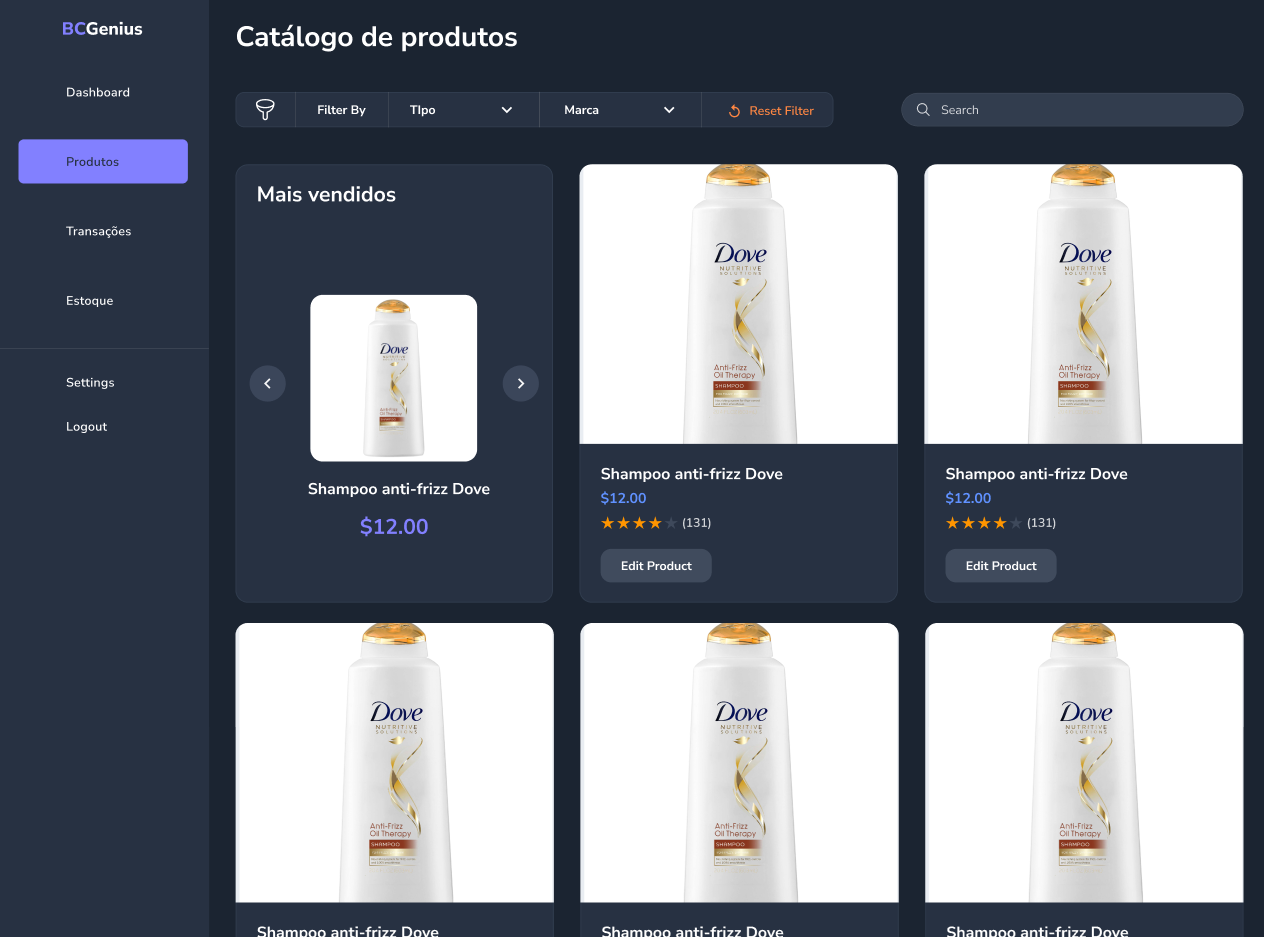 BCGenius
Dashboard
Produtos
Transações
Estoque
Settings
Logout
Catálogo de produtos
Filter By
TIpo
Marca
Reset Filter
Search
Mais vendidos
Dove
Anti-Frizz
Oil Therapy
Shampoo anti-frizz Dove
$12.00
Dove
NUTRITIVE
SOLUTIONS
Anti-Frizz
Oil Therapy
SHAMPOO
Shampoo anti-frizz Dove
$12.00
(131)
Edit Product
Dove
NUTRITIVE
SOLUTIONS
Anti-Frizz
Oil Therapy
SHAMPOO
Shampoo anti-frizz Dove
$12.00
(131)
Edit Product
Dove
NUTRITIVE
SOLUTIONS
Anti-Frizz
Oil Therapy
SHAMPOO
Shampoo anti-frizz Dove
Dove
NUTRITIVE
SOLUTIONS
Anti-Frizz
Oil Therapy
SHAMPOO
Shampoo anti-frizz Dove
Dove
NUTRITIVE
SOLUTIONS
Anti-Frizz
Oil Therapy
SHAMPOO
Shampoo anti-frizz Dove